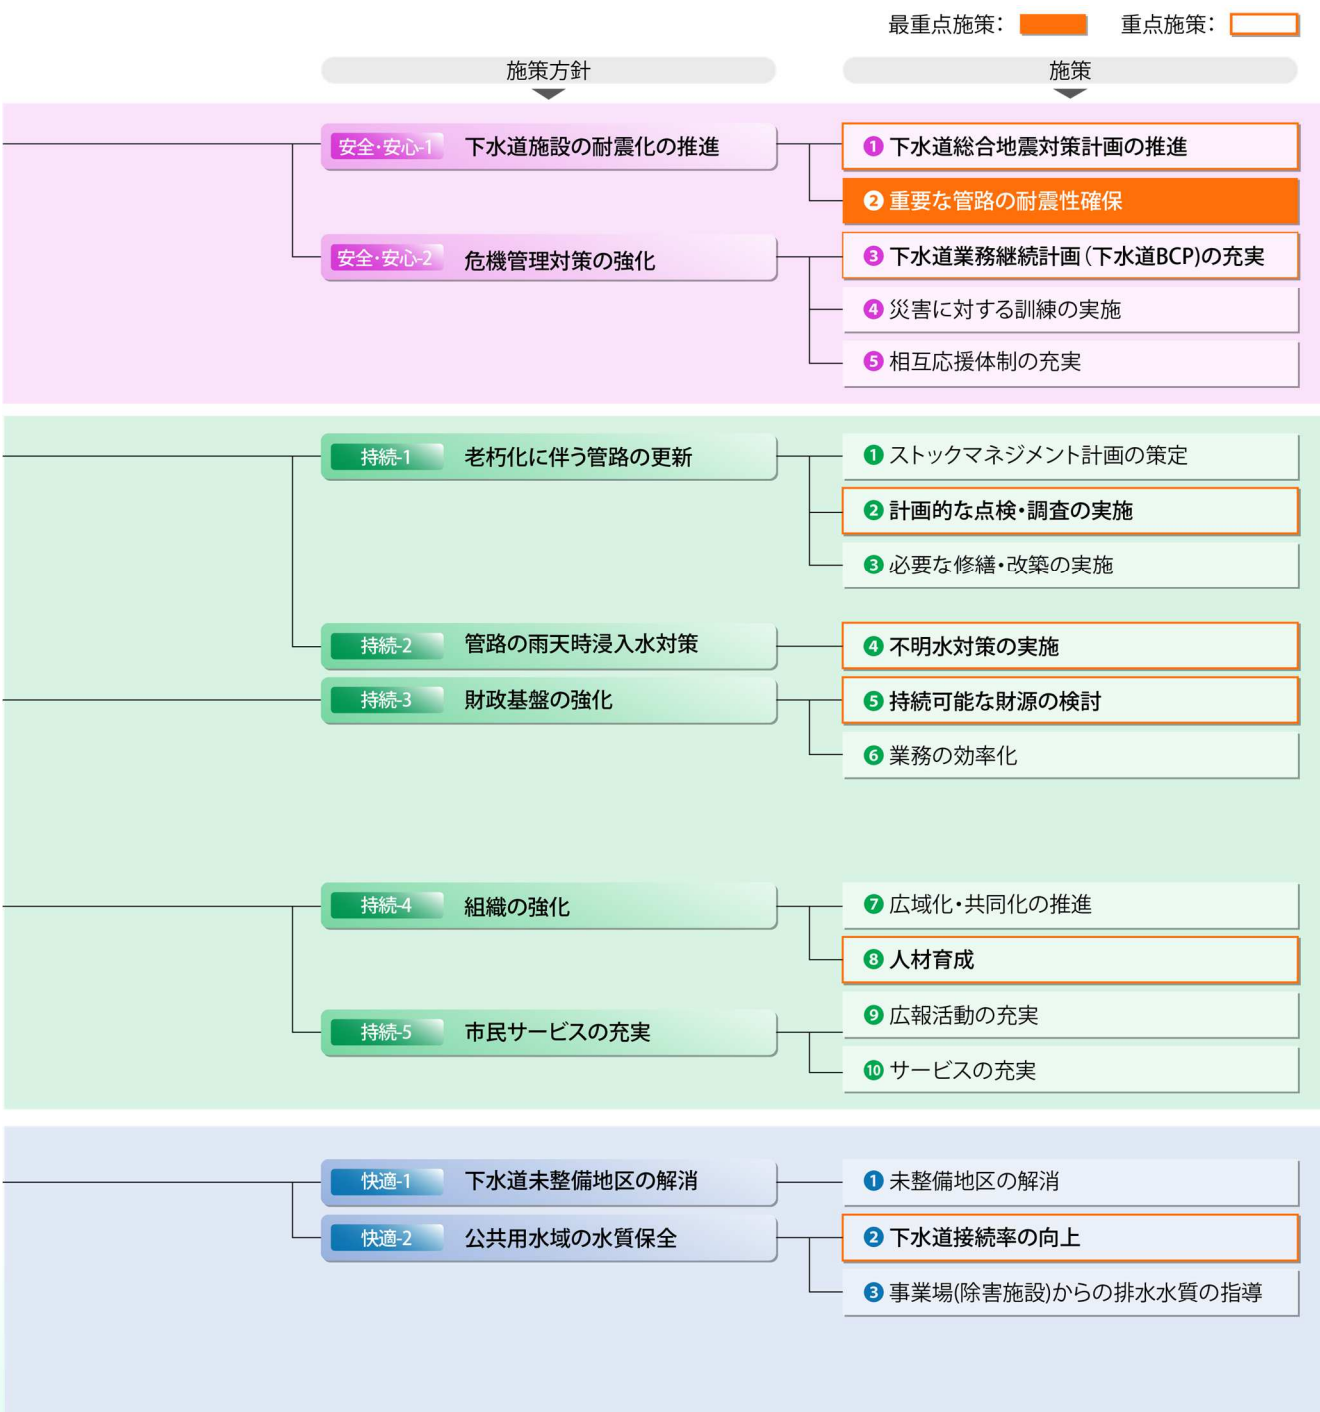 最重点施策: 重点施策:
施策方針 施策
安全・安心-1 下水道施設の耐震化の推進 ❶下水道総合地震対策計画の推進
❷重要な管路の耐震性確保
安全・安心-2 危機管理対策の強化 ❸下水道業務継続計画(下水道BCP)の充実
❹災害に対する訓練の実施
❺相互応援体制の充実
持続-1 老朽化に伴う管路の更新 ❶ストックマネジメント計画の策定
❷計画的な点検・調査の実施
❸必要な修繕・改築の実施
持続-2 管路の雨天時浸入水対策 ❹不明水対策の実施
持続-3 財政基盤の強化 ❺持続可能な財源の検討
❻業務の効率化
持続-4 組織の強化 ❼広域化・共同化の推進
❽人材育成
❾広報活動の充実
持続-5 市民サービスの充実
❿サービスの充実
快適-1 下水道未整備地区の解消 ❶未整備地区の解消
快適-2 公共用水域の水質保全 ❷下水道接続率の向上
❸事業場(除害施設)からの排水水質の指導